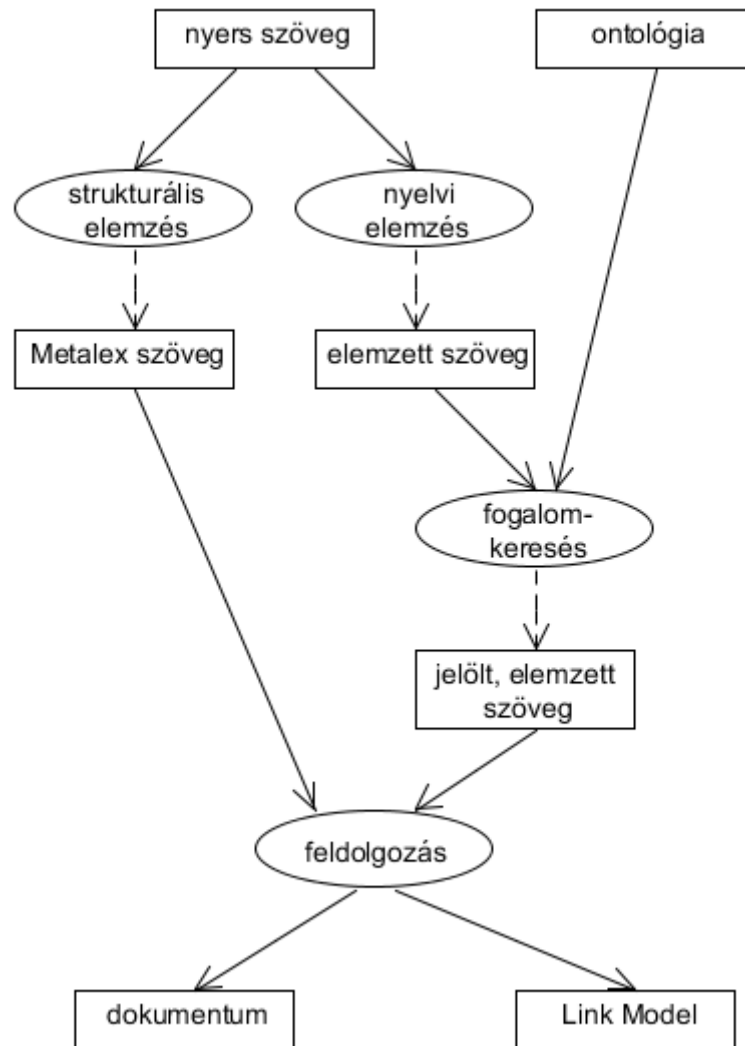 nyers szöveg
ontológia
strukturális
elemzés
nyelvi
elemzés
Metalex szöveg
elemzett szöveg
fogalom-
keresés
jelölt, elemzett
szöveg
feldolgozás
dokumentum
Link Model